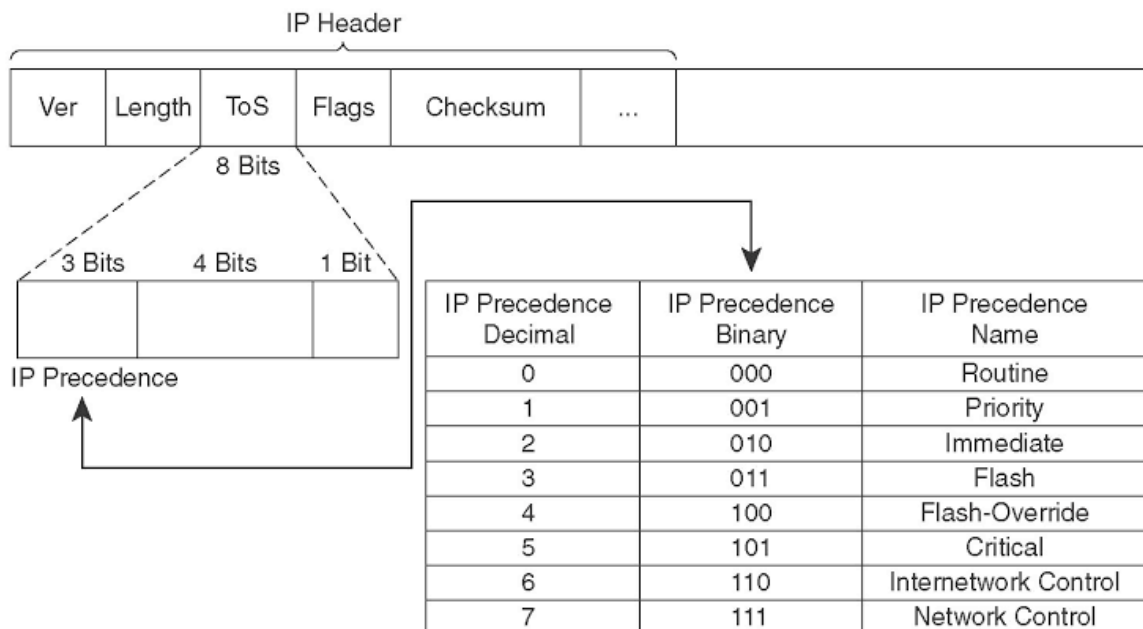 IP Header
Ver Length ToS Flags Checksum ...
8 Bits
3 Bits 4 Bits 1 Bit
IP Precedence
IP Precedence Decimal IP Precedence Binary IP Precedence Name
0 000 Routine
1 001 Priority
2 010 Immediate
3 011 Flash
4 100 Flash-Override
5 101 Critical
6 110 Internetwork Control
7 111 Network Control